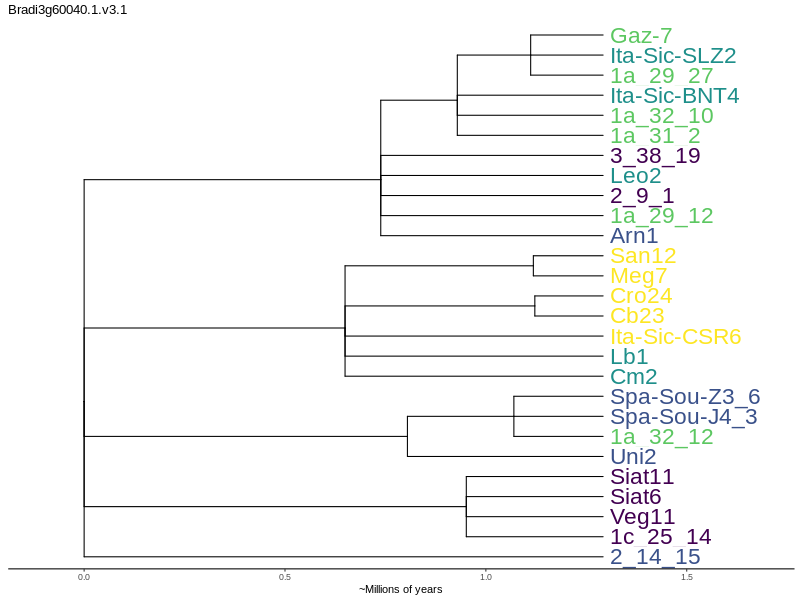 Bradi3g60040.1.v3.1
Gaz-7
Ita-Sic-SLZ2
1a_29_27
Ita-Sic-BNT4
1a_32_10
1a_31_2
3_38_19
Leo2
2_9_1
1a_29_12
Arn1
San12
Meg7
Cro24
Cb23
Ita-Sic-CSR6
Lb1
Cm2
Spa-Sou-Z3_6
Spa-Sou-J4_3
1a_32_12
Uni2
Siat11
Siat6
Veg11
1c_25_14
2_14_15
0.0 0.5 1.0 1.5
~Millions of years